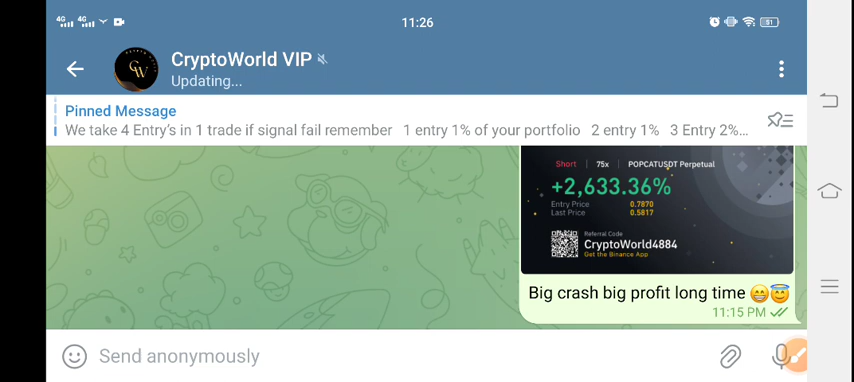 4G 4G 11:26 51
CryptoWorld VIP
Updating...
Pinned Message
We take 4 Entry's in 1 trade if signal fail remember 1 entry 1% of your portfolio 2 entry 1% 3 Entry 2%...
Short | 75x | POPCATUSDT Perpetual
+2,633.36%
Entry Price 0.7870
Last Price 0.5817
Referral Code
CryptoWorld4884
Get the Binance App
Big crash big profit long time 😁😇
11:15 PM
Send anonymously